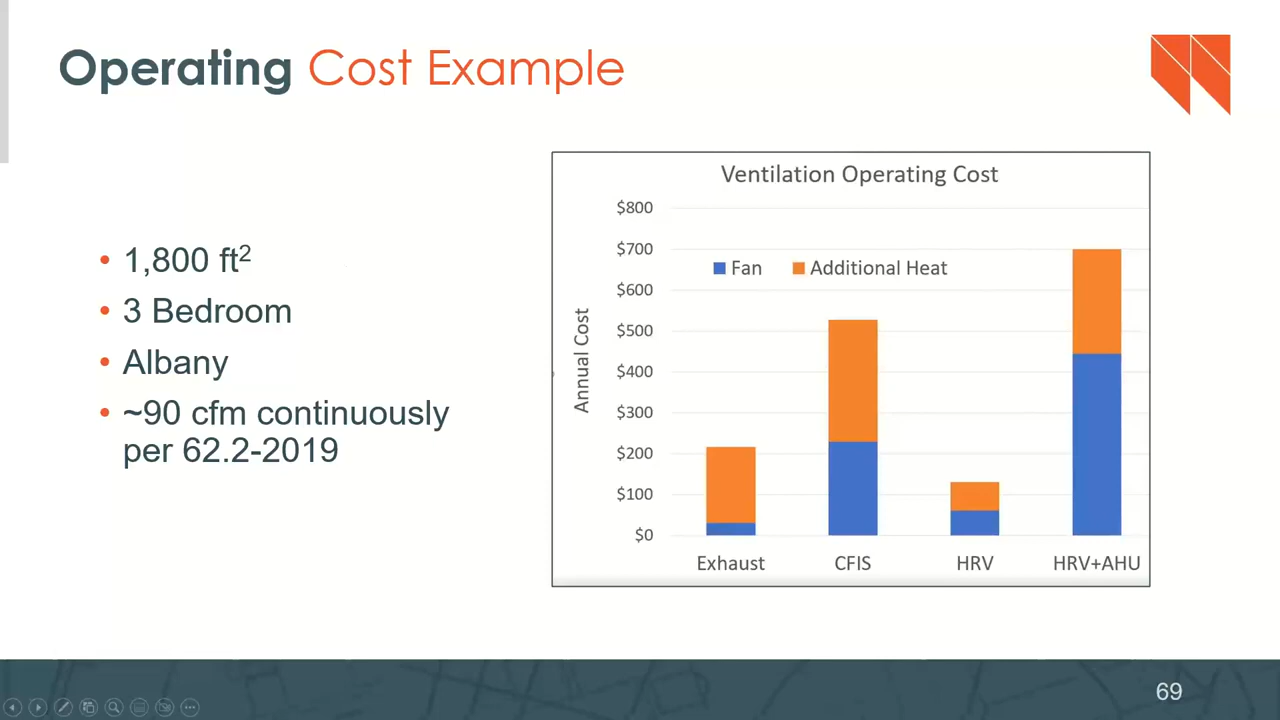 Operating Cost Example
• 1,800 ft²
• 3 Bedroom
• Albany
• ~90 cfm continuously
per 62.2-2019
Ventilation Operating Cost
$800
$700
$600
$500
$400
$300
$200
$100
$0
Annual Cost
Fan
Additional Heat
Exhaust
CFIS
HRV
HRV+AHU
69